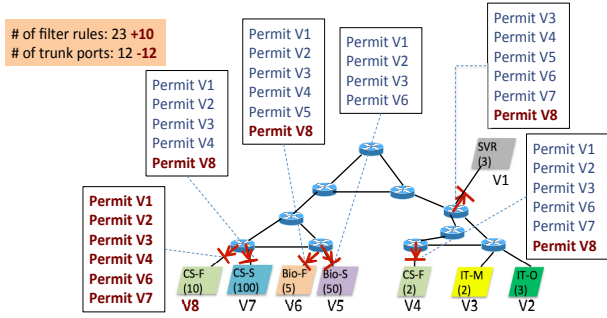 # of filter rules: 23 +10
# of trunk ports: 12 -12
Permit V1
Permit V2
Permit V3
Permit V4
Permit V5
Permit V8
Permit V1
Permit V2
Permit V3
Permit V6
Permit V3
Permit V4
Permit V5
Permit V6
Permit V7
Permit V8
Permit V1
Permit V2
Permit V3
Permit V4
Permit V8
SVR
(3)
V1
Permit V1
Permit V2
Permit V3
Permit V6
Permit V7
Permit V8
Permit V1
Permit V2
Permit V3
Permit V4
Permit V6
Permit V7
CS-F
(10)
V8
CS-S
(100)
V7
Bio-F
(5)
V6
Bio-S
(50)
V5
CS-F
(2)
V4
IT-M
(2)
V3
IT-O
(3)
V2